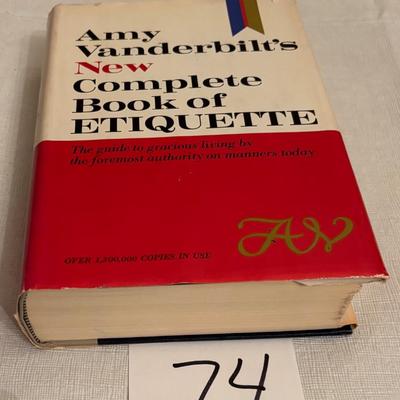 Amy
Vanderbilt's
New
Complete
Book of
ETIQUETTE
The guide to gracious living by
the foremost authority on manners today
AV
OVER 1,700,000 COPIES IN USE
74